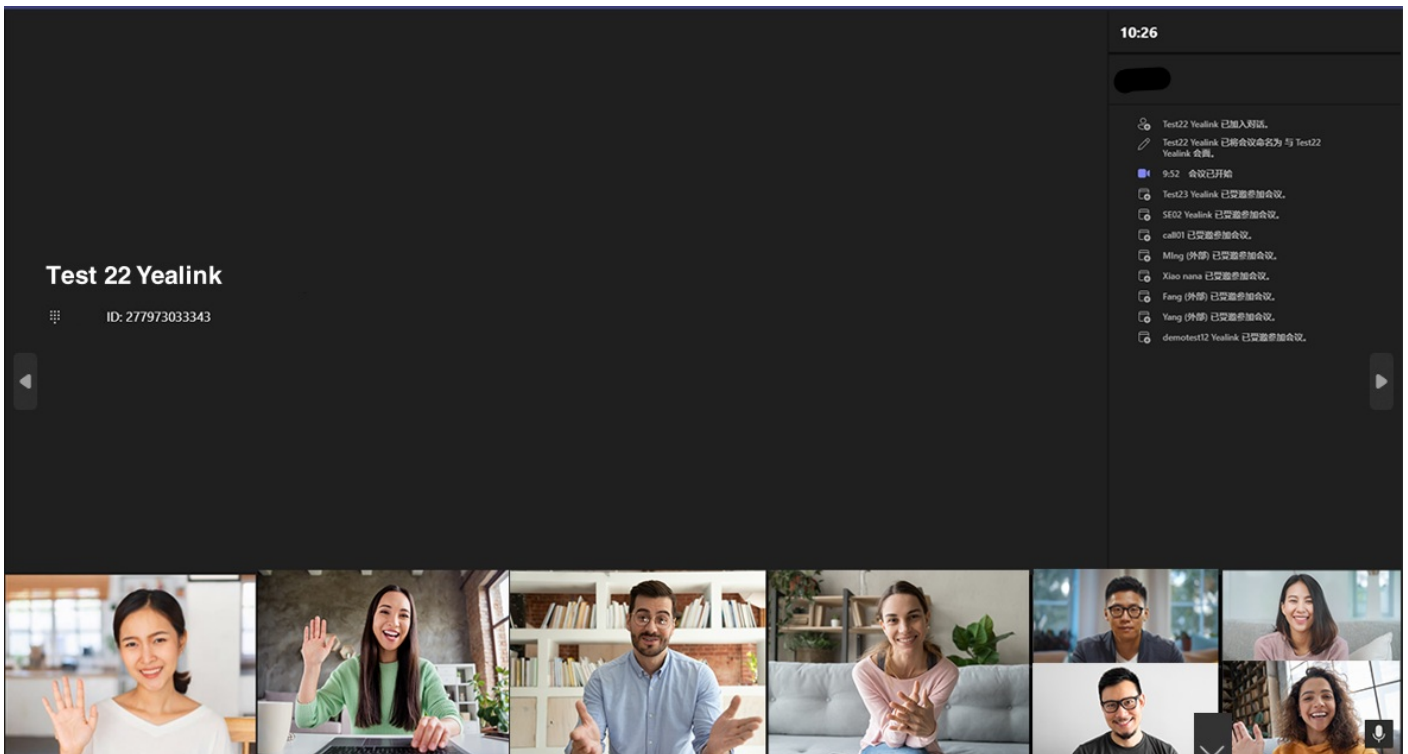 10:26
Test22 Yealink 已加入对话。
Test22 Yealink 已将会议命名为 与 Test22
Yealink 会面。
9:52 会议已开始
Test23 Yealink 已受邀参加会议。
SE02 Yealink 已受邀参加会议。
call01 已受邀参加会议。
MIng (外部) 已受邀参加会议。
Xiao nana 已受邀参加会议。
Fang (外部) 已受邀参加会议。
Yang (外部) 已受邀参加会议。
demotest12 Yealink 已受邀参加会议。
Test 22 Yealink
ID: 277973033343